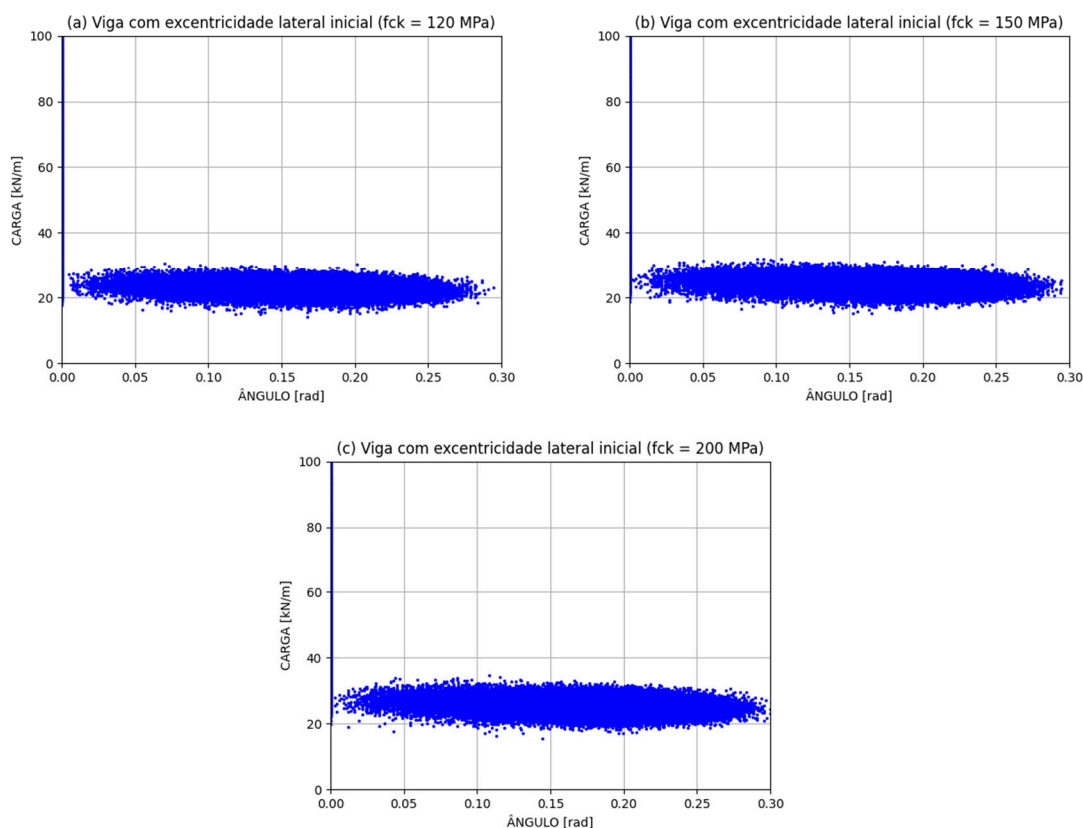 (a) Viga com excentricidade lateral inicial (fck = 120 MPa)
100
80
60
40
20
0
CARGA [kN/m]
0.00 0.05 0.10 0.15 0.20 0.25 0.30
ÂNGULO [rad]
(b) Viga com excentricidade lateral inicial (fck = 150 MPa)
100
80
60
40
20
0
CARGA [kN/m]
0.00 0.05 0.10 0.15 0.20 0.25 0.30
ÂNGULO [rad]
(c) Viga com excentricidade lateral inicial (fck = 200 MPa)
100
80
60
40
20
0
CARGA [kN/m]
0.00 0.05 0.10 0.15 0.20 0.25 0.30
ÂNGULO [rad]